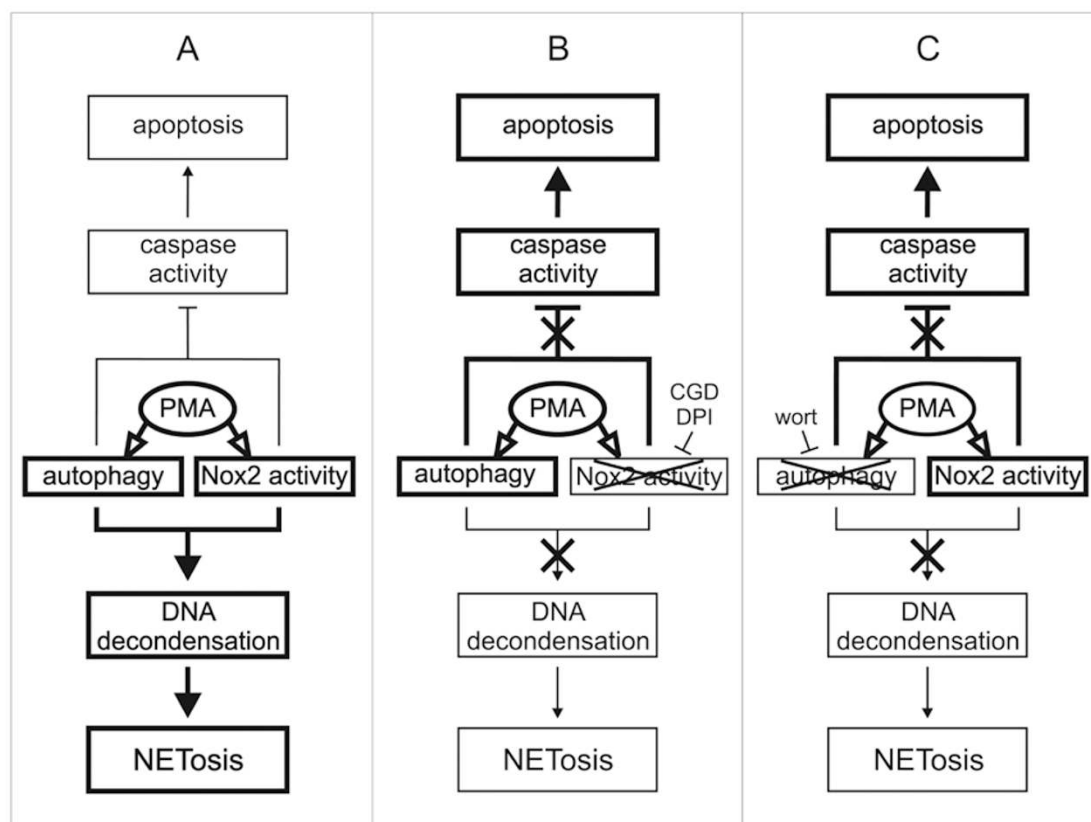 A
apoptosis
caspase
activity
PMA
autophagy
Nox2 activity
DNA
decondensation
NETosis
B
apoptosis
caspase
activity
PMA
CGD
DPI
autophagy
Nox2 activity
DNA
decondensation
NETosis
C
apoptosis
caspase
activity
PMA
wort
autophagy
Nox2 activity
DNA
decondensation
NETosis